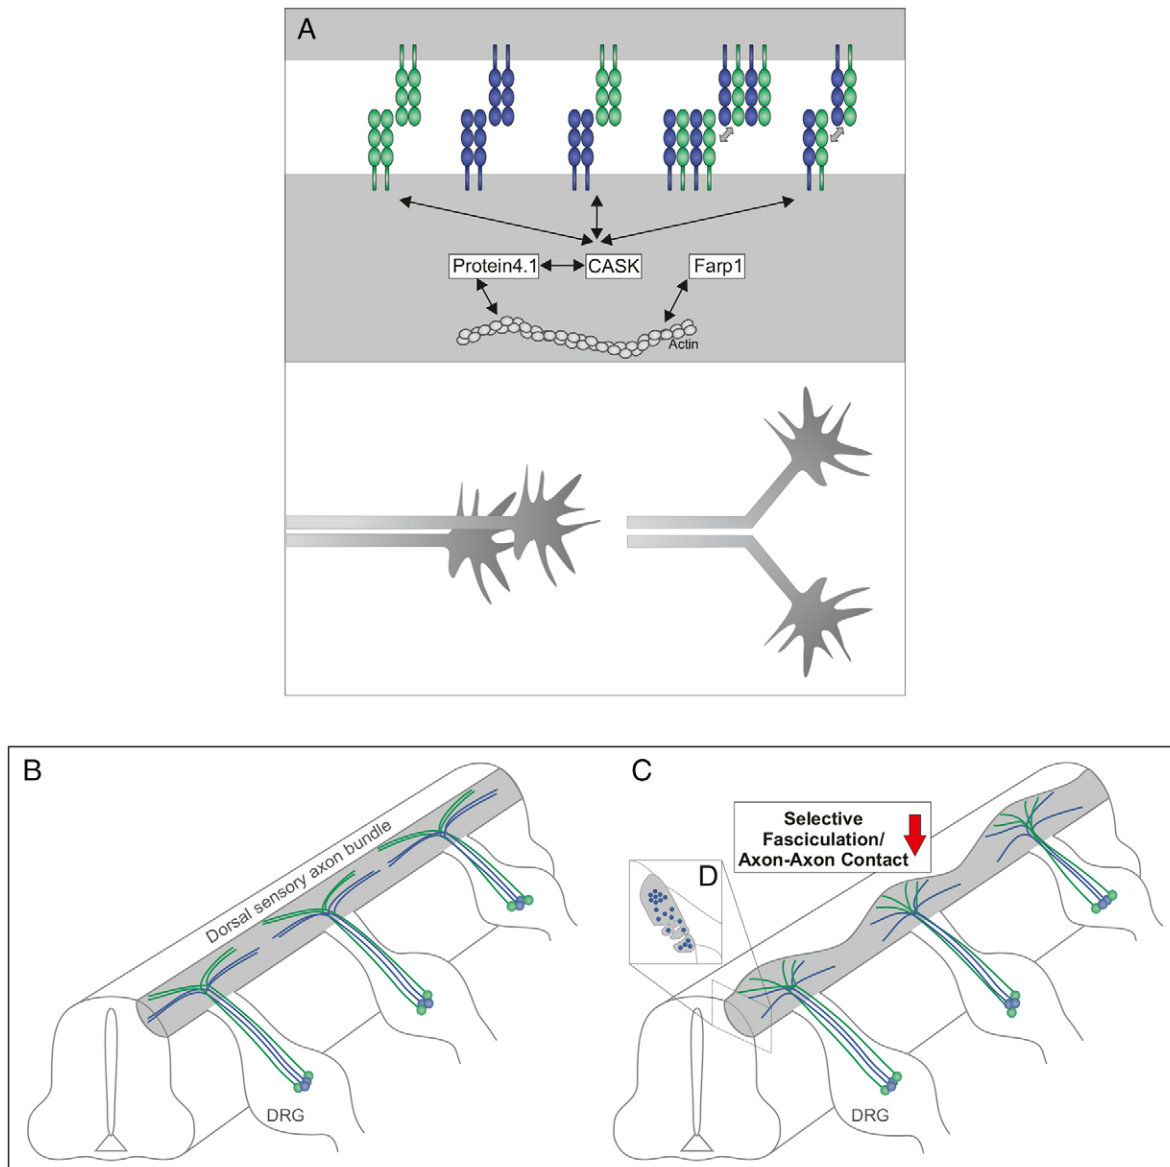 A
Protein4.1
CASK
Farp1
Actin
B
Dorsal sensory axon bundle
DRG
C
Selective
Fasciculation/
Axon-Axon Contact
D
DRG